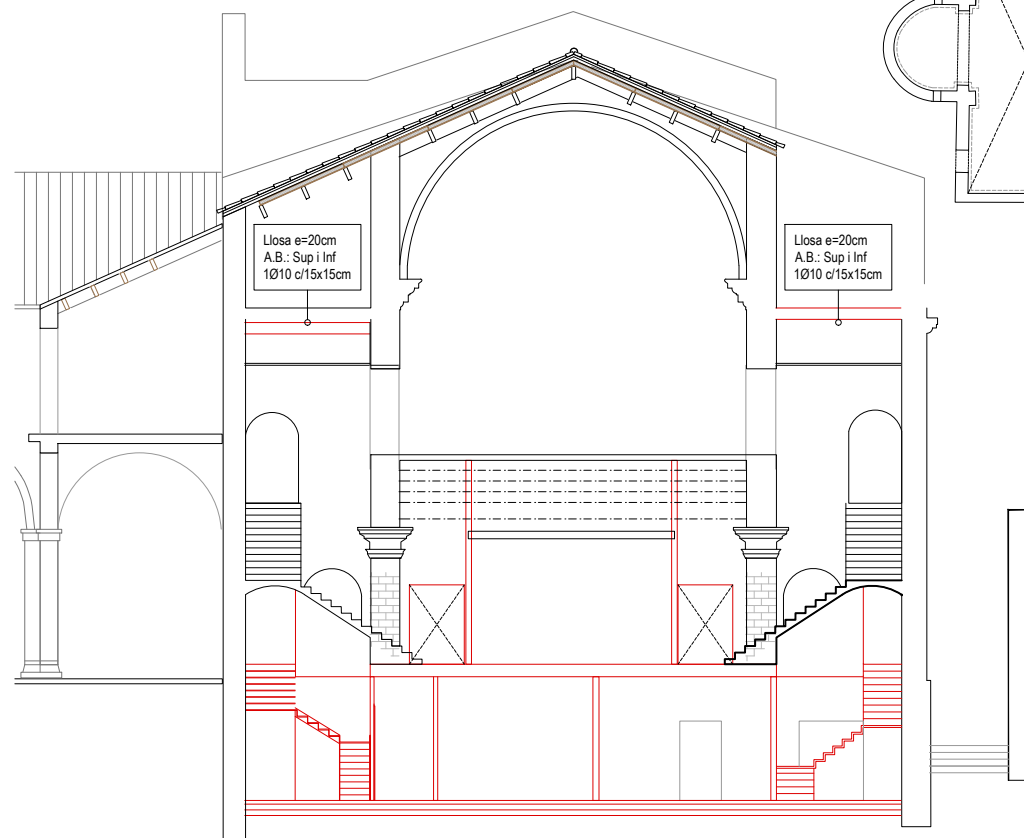 Llosa e=20cm
A.B.: Sup i Inf
1Ø10 c/15x15cm
Llosa e=20cm
A.B.: Sup i Inf
1Ø10 c/15x15cm